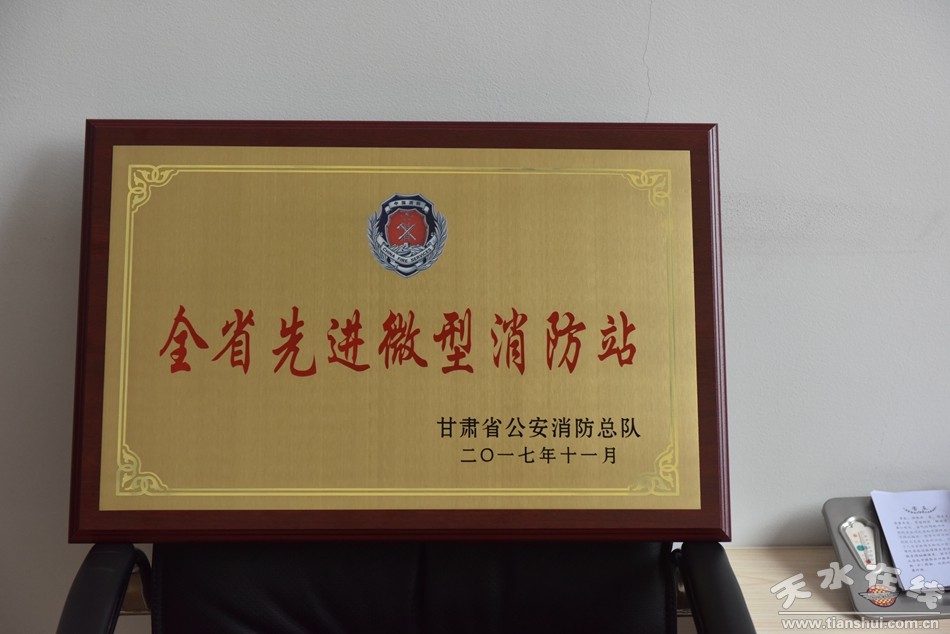 全省先进微型消防站
甘肃省公安消防总队
二〇一七年十一月
天水在线
www.tianshui.com.cn